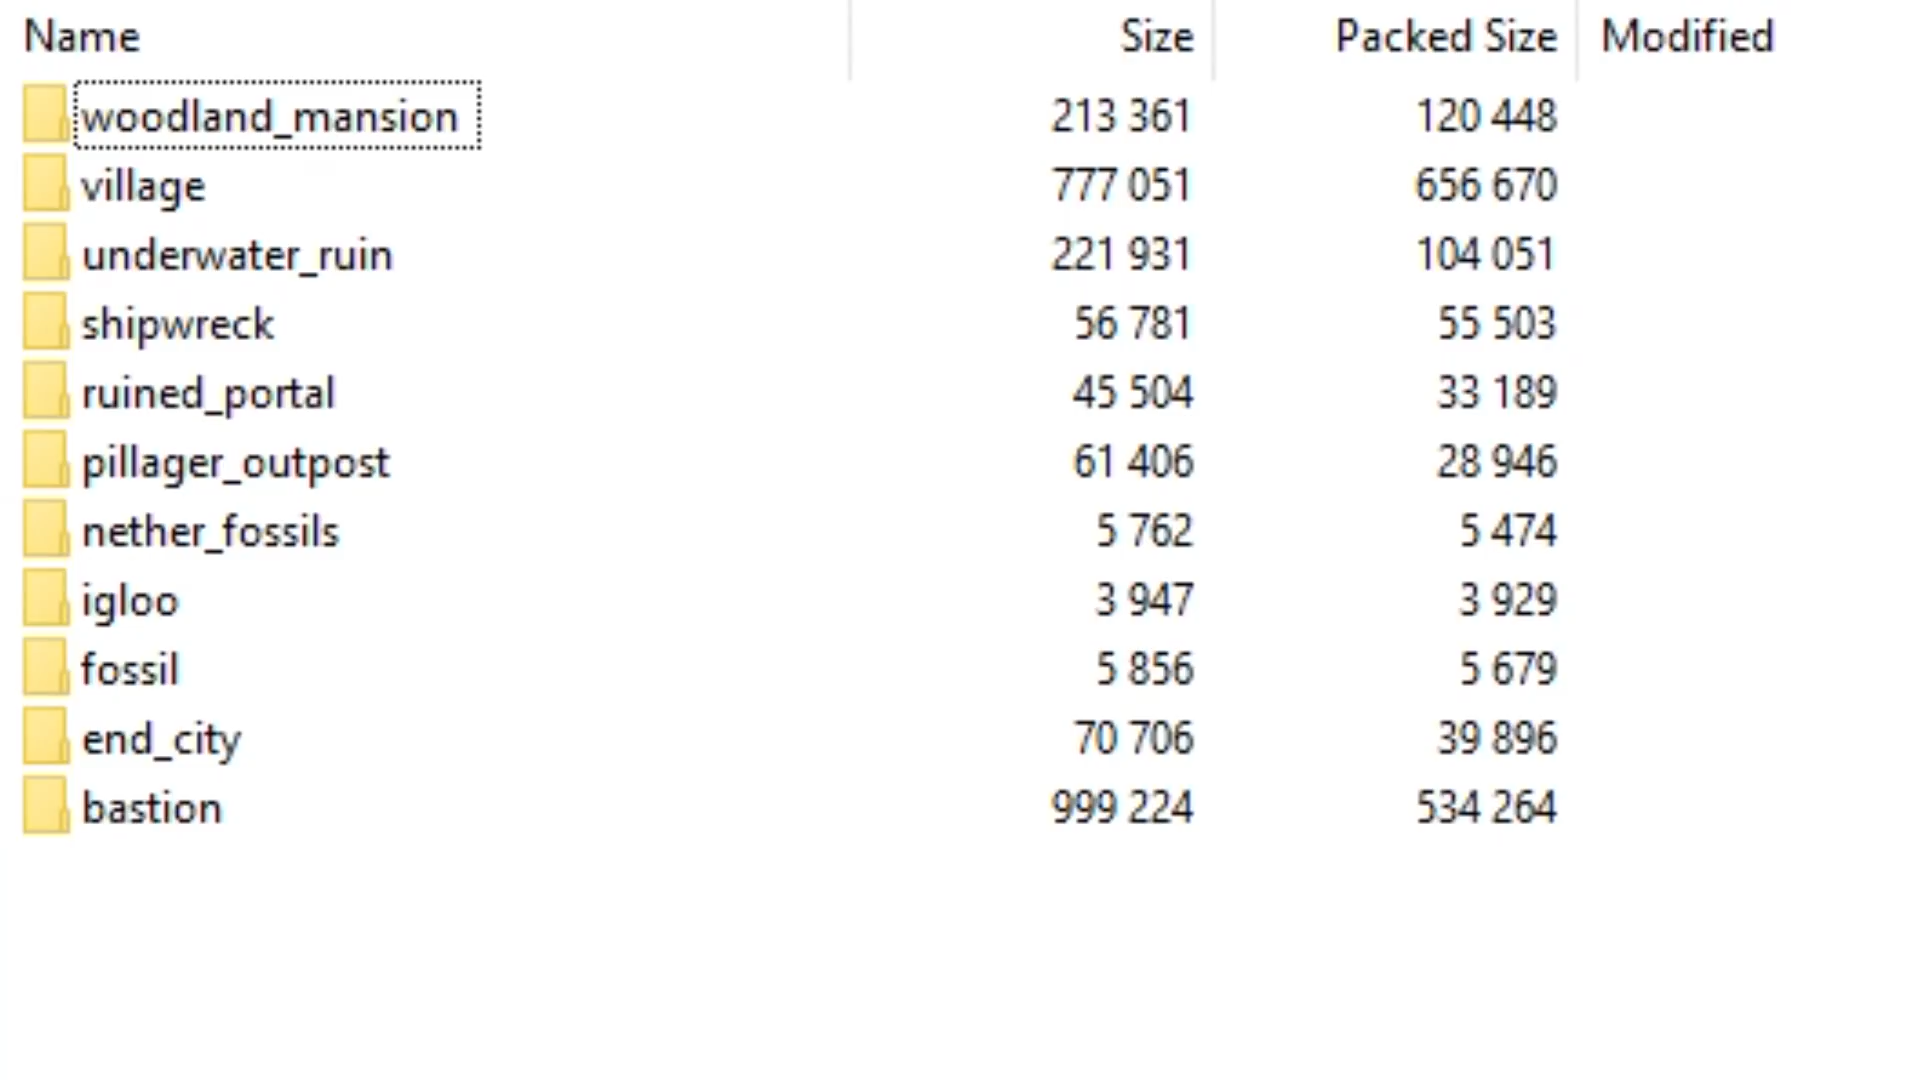 Name Size Packed Size Modified
woodland_mansion 213 361 120 448
village 777 051 656 670
underwater_ruin 221 931 104 051
shipwreck 56 781 55 503
ruined_portal 45 504 33 189
pillager_outpost 61 406 28 946
nether_fossils 5 762 5 474
igloo 3 947 3 929
fossil 5 856 5 679
end_city 70 706 39 896
bastion 999 224 534 264